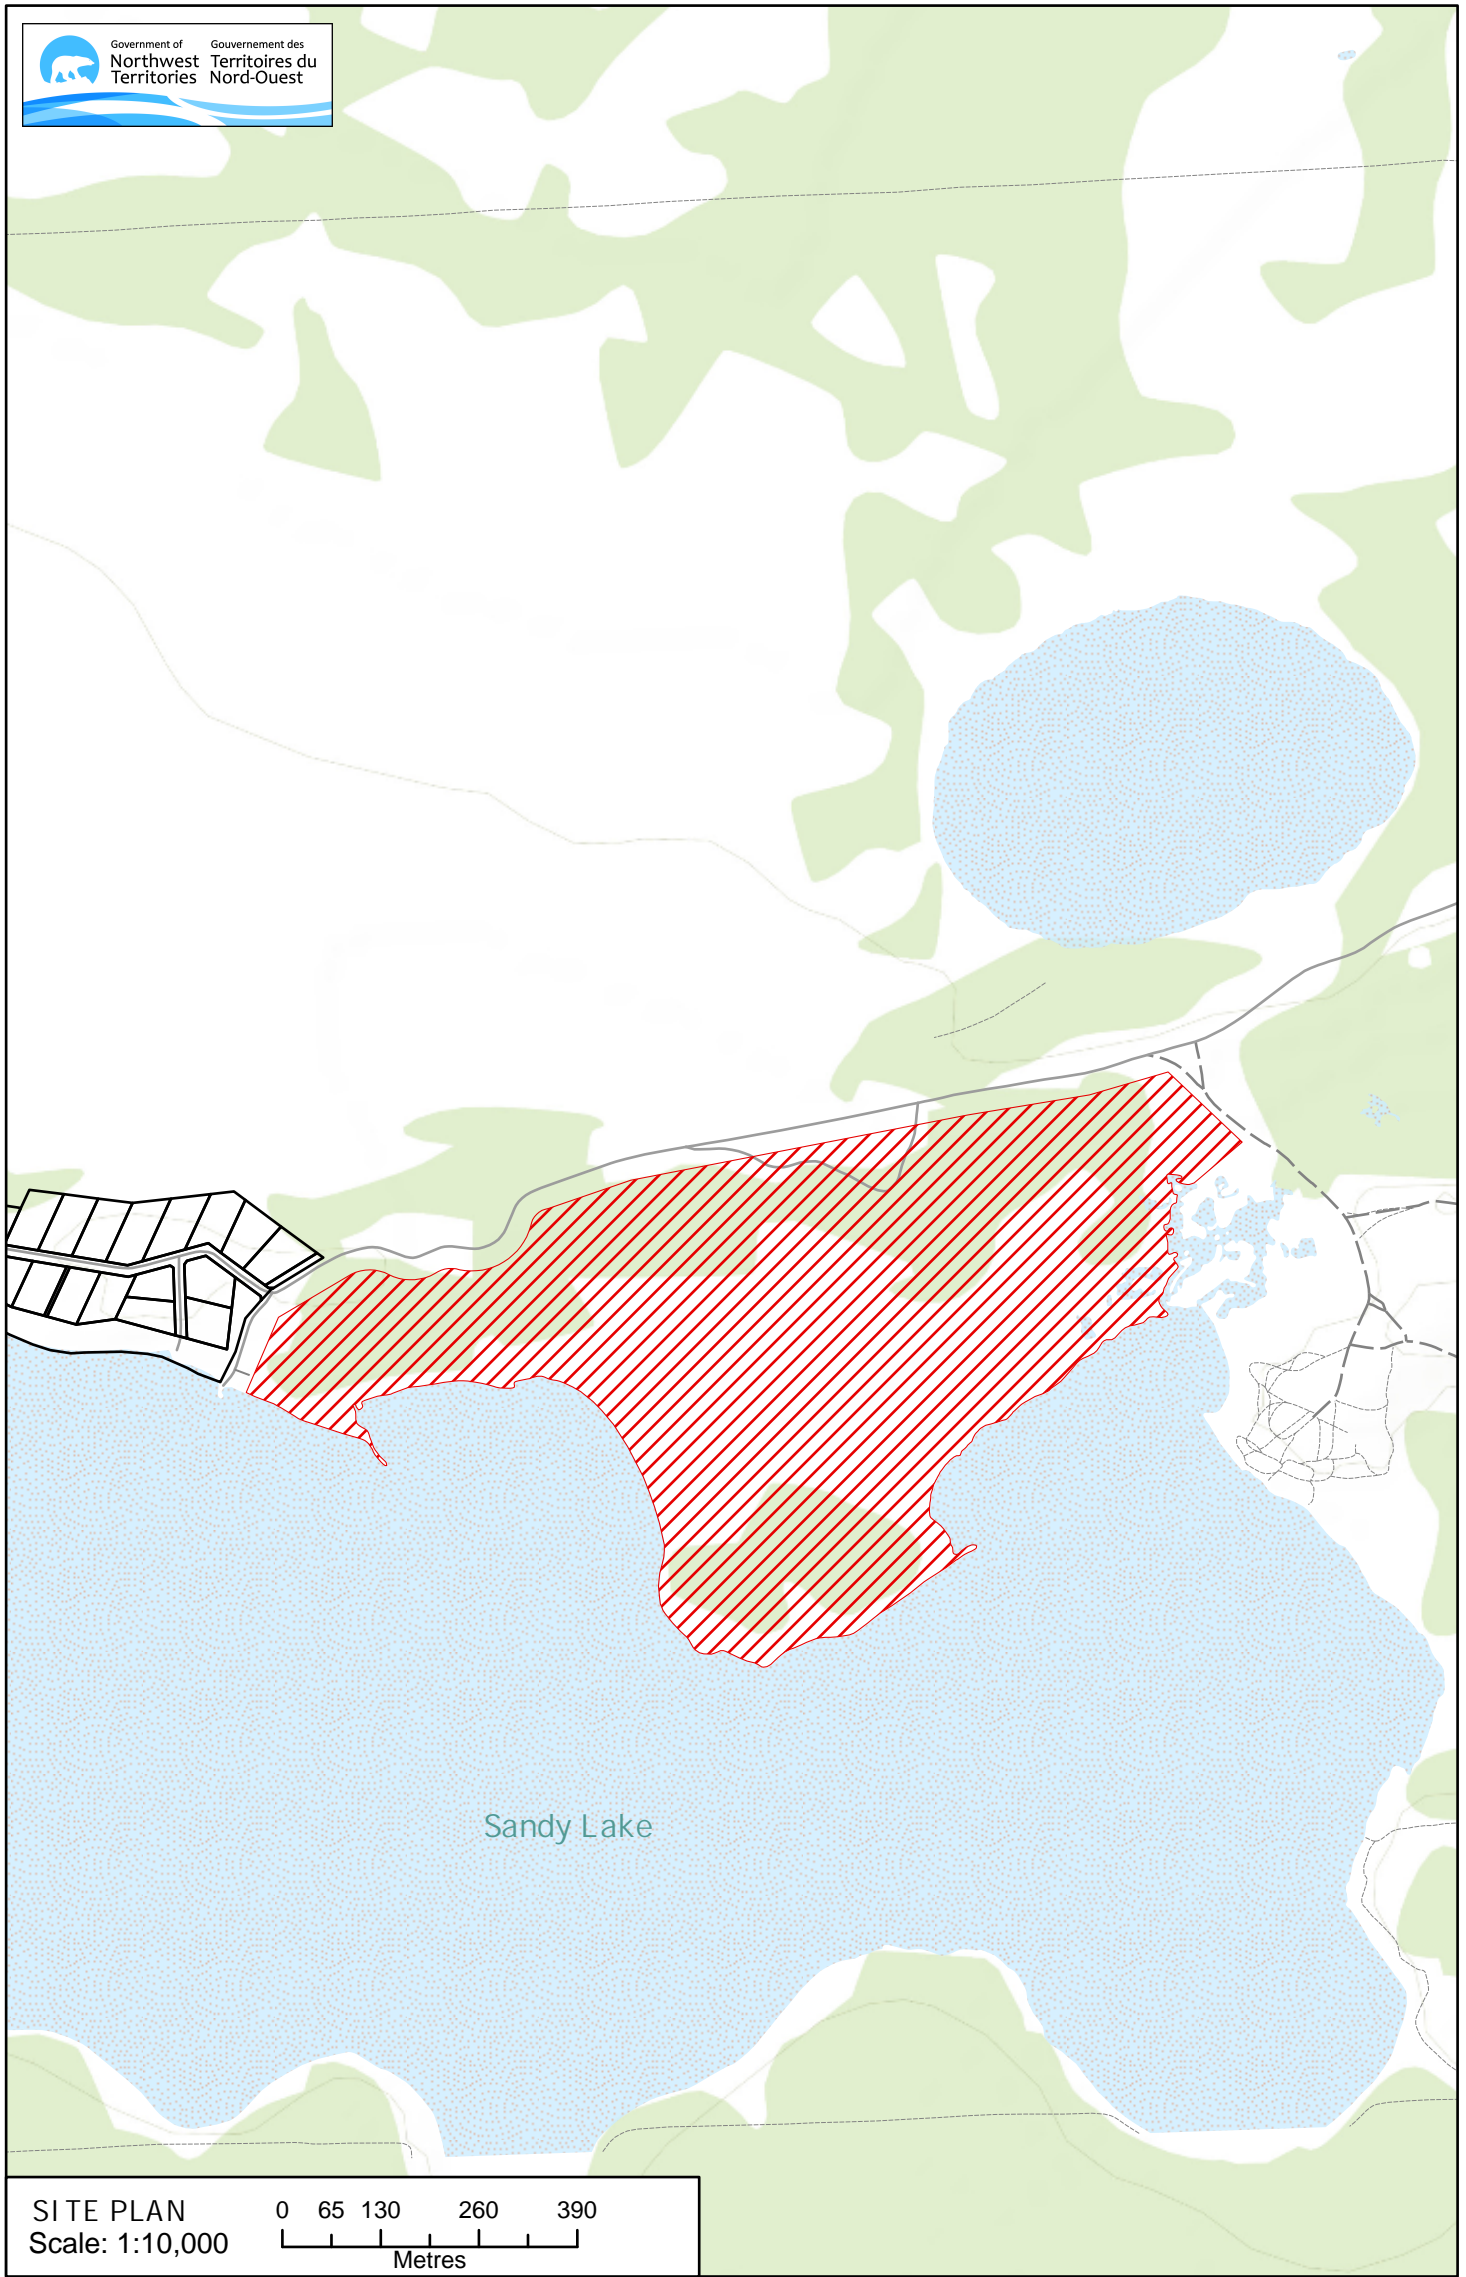 Government of
Northwest
Territories
Gouvernement des
Territoires du
Nord-Ouest
Sandy Lake
SITE PLAN
Scale: 1:10,000
0 65 130 260 390
Metres